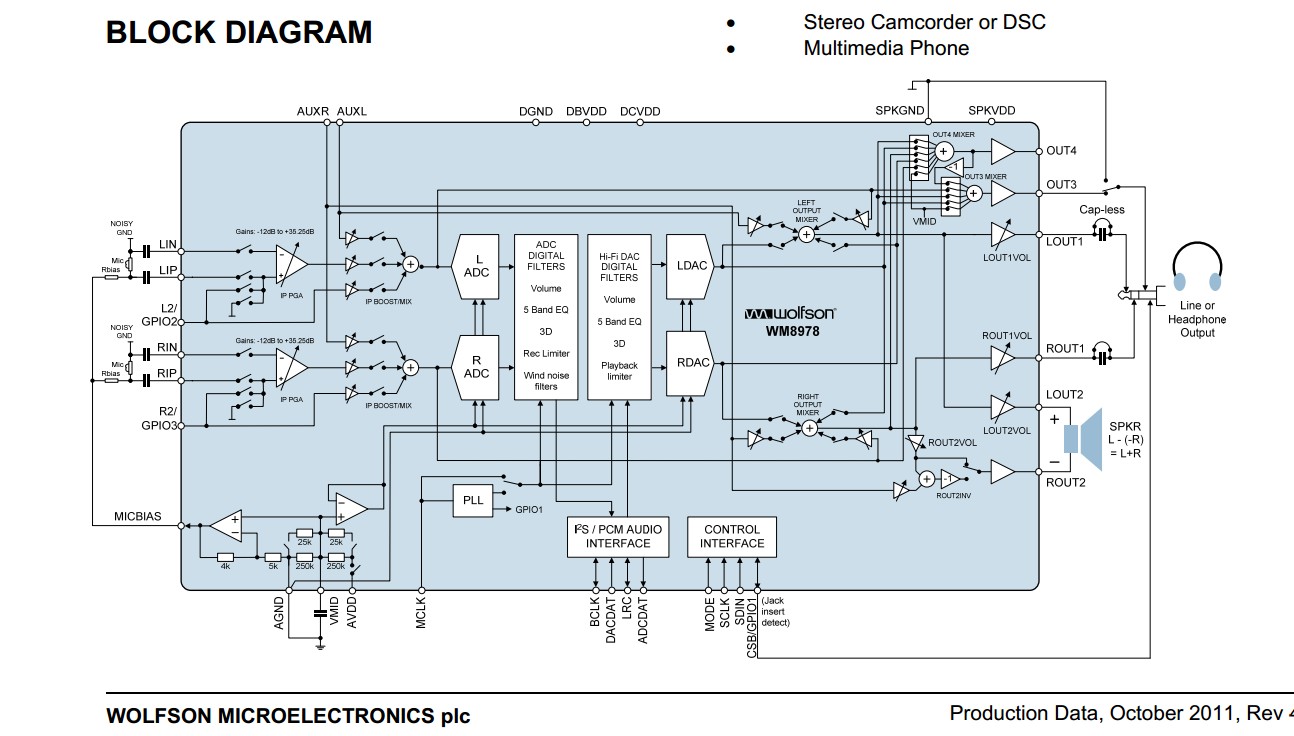 BLOCK DIAGRAM
• Stereo Camcorder or DSC
• Multimedia Phone
AUXR AUXL
DGND DBVDD DCVDD
SPKGND SPKVDD
OUT4 MIXER
OUT4
-1
OUT3 MIXER
OUT3
VMID
Cap-less
LEFT
OUTPUT
MIXER
LOUT1
LOUT1VOL
NOISY
GND
LIN
Mic
Rbias
LIP
L2/
GPIO2
Gains: -12dB to +35.25dB
IP PGA
IP BOOST/MIX
L
ADC
ADC
DIGITAL
FILTERS
Volume
5 Band EQ
3D
Rec Limiter
Wind noise
filters
Hi-Fi DAC
DIGITAL
FILTERS
Volume
5 Band EQ
3D
Playback
limiter
LDAC
wolfson®
WM8978
Line or
Headphone
Output
NOISY
GND
RIN
Mic
Rbias
RIP
R2/
GPIO3
Gains: -12dB to +35.25dB
IP PGA
IP BOOST/MIX
R
ADC
RDAC
ROUT1VOL
ROUT1
RIGHT
OUTPUT
MIXER
LOUT2
LOUT2VOL
ROUT2VOL
+
−
SPKR
L - (-R)
= L+R
-1
ROUT2INV
ROUT2
MICBIAS
PLL
GPIO1
25k 25k
4k 5k 250k 250k
I²S / PCM AUDIO
INTERFACE
CONTROL
INTERFACE
AGND
VMID
AVDD
MCLK
BCLK
DACDAT
LRC
ADCDAT
MODE
SCLK
SDIN
CSB/GPIO1
(Jack
insert
detect)
WOLFSON MICROELECTRONICS plc
Production Data, October 2011, Rev 4